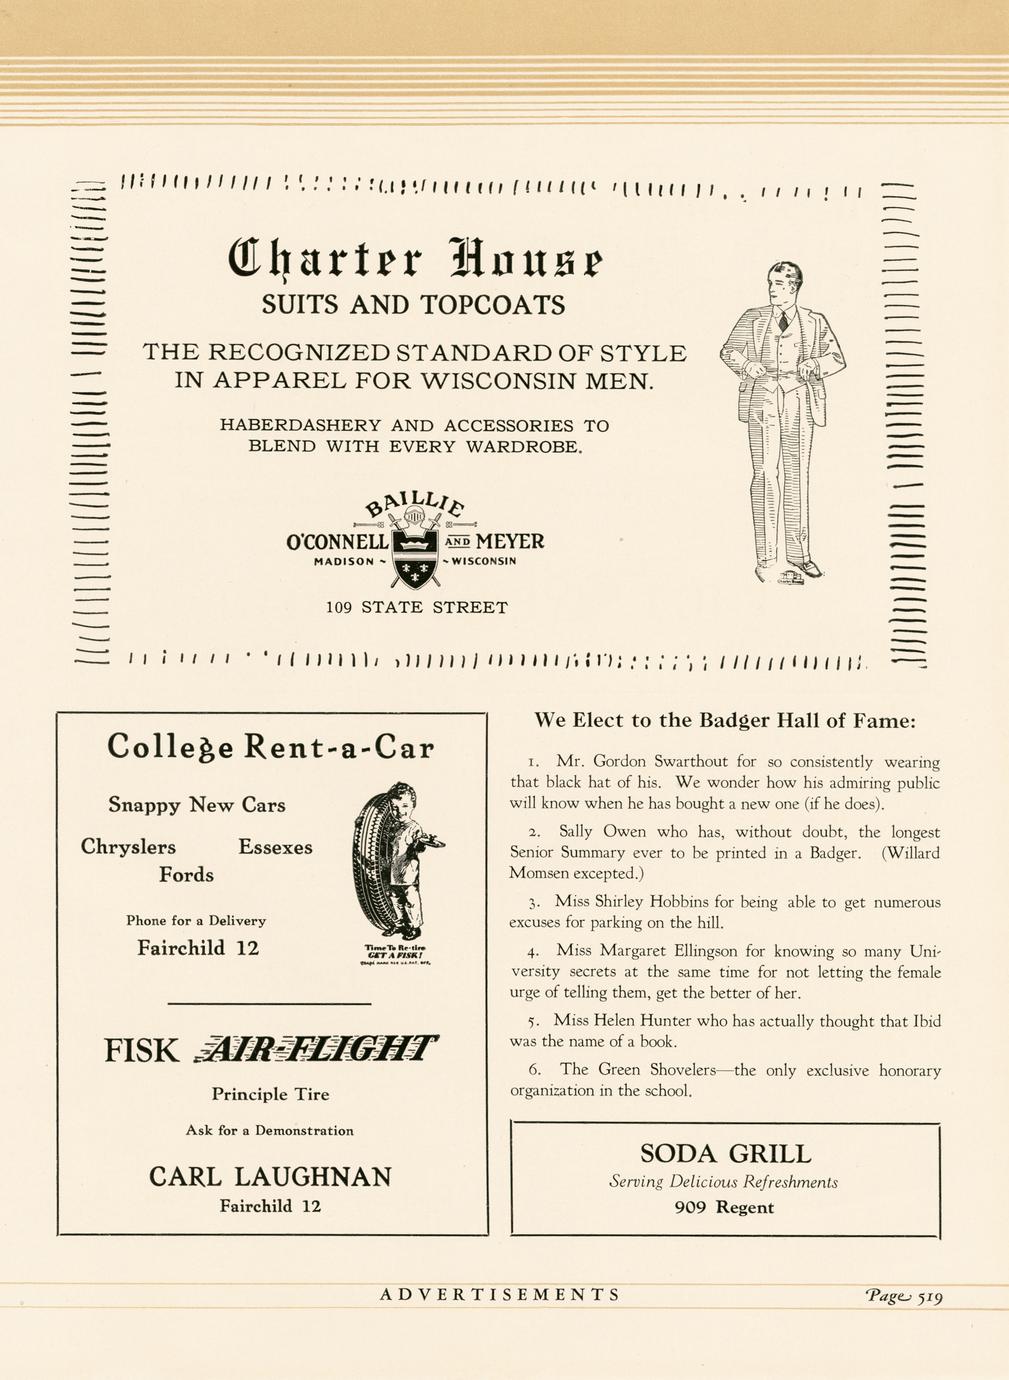 Charter House
SUITS AND TOPCOATS
THE RECOGNIZED STANDARD OF STYLE
IN APPAREL FOR WISCONSIN MEN.
HABERDASHERY AND ACCESSORIES TO
BLEND WITH EVERY WARDROBE.
BAILLIE
O'CONNELL AND MEYER
MADISON ~ ~ WISCONSIN
109 STATE STREET
College Rent-a-Car
Snappy New Cars
Chryslers Essexes
Fords
Phone for a Delivery
Fairchild 12
Time To Re-tire
GET A FISK!
FISK AIR-FLIGHT
Principle Tire
Ask for a Demonstration
CARL LAUGHNAN
Fairchild 12
We Elect to the Badger Hall of Fame:
1. Mr. Gordon Swarthout for so consistently wearing
that black hat of his. We wonder how his admiring public
will know when he has bought a new one (if he does).
2. Sally Owen who has, without doubt, the longest
Senior Summary ever to be printed in a Badger. (Willard
Momsen excepted.)
3. Miss Shirley Hobbins for being able to get numerous
excuses for parking on the hill.
4. Miss Margaret Ellingson for knowing so many Uni-
versity secrets at the same time for not letting the female
urge of telling them, get the better of her.
5. Miss Helen Hunter who has actually thought that Ibid
was the name of a book.
6. The Green Shovelers—the only exclusive honorary
organization in the school.
SODA GRILL
Serving Delicious Refreshments
909 Regent
ADVERTISEMENTS
Page 519